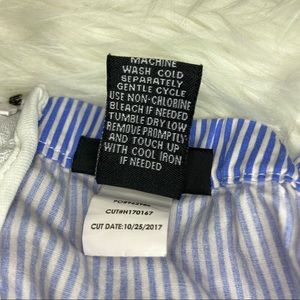 MACHINE
WASH COLD
SEPARATELY
GENTLE CYCLE
USE NON-CHLORINE
BLEACH IF NEEDED
TUMBLE DRY LOW
REMOVE PROMPTLY
AND TOUCH UP
WITH COOL IRON
IF NEEDED
CUT#H170167
CUT DATE:10/25/2017